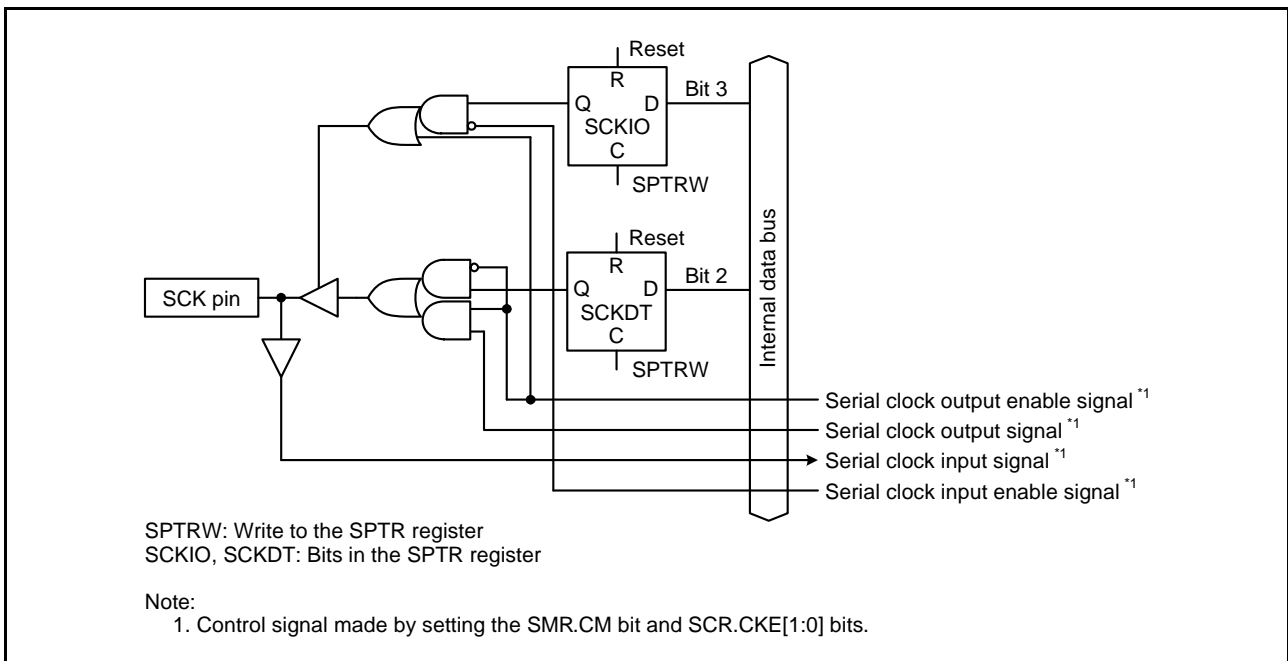 Reset
R
Bit 3
Q D
SCKIO
C
SPTRW
Reset
R
Bit 2
SCK pin
Q D
SCKDT
C
SPTRW
Internal data bus
Serial clock output enable signal *1
Serial clock output signal *1
Serial clock input signal *1
Serial clock input enable signal *1
SPTRW: Write to the SPTR register
SCKIO, SCKDT: Bits in the SPTR register
Note:
1. Control signal made by setting the SMR.CM bit and SCR.CKE[1:0] bits.